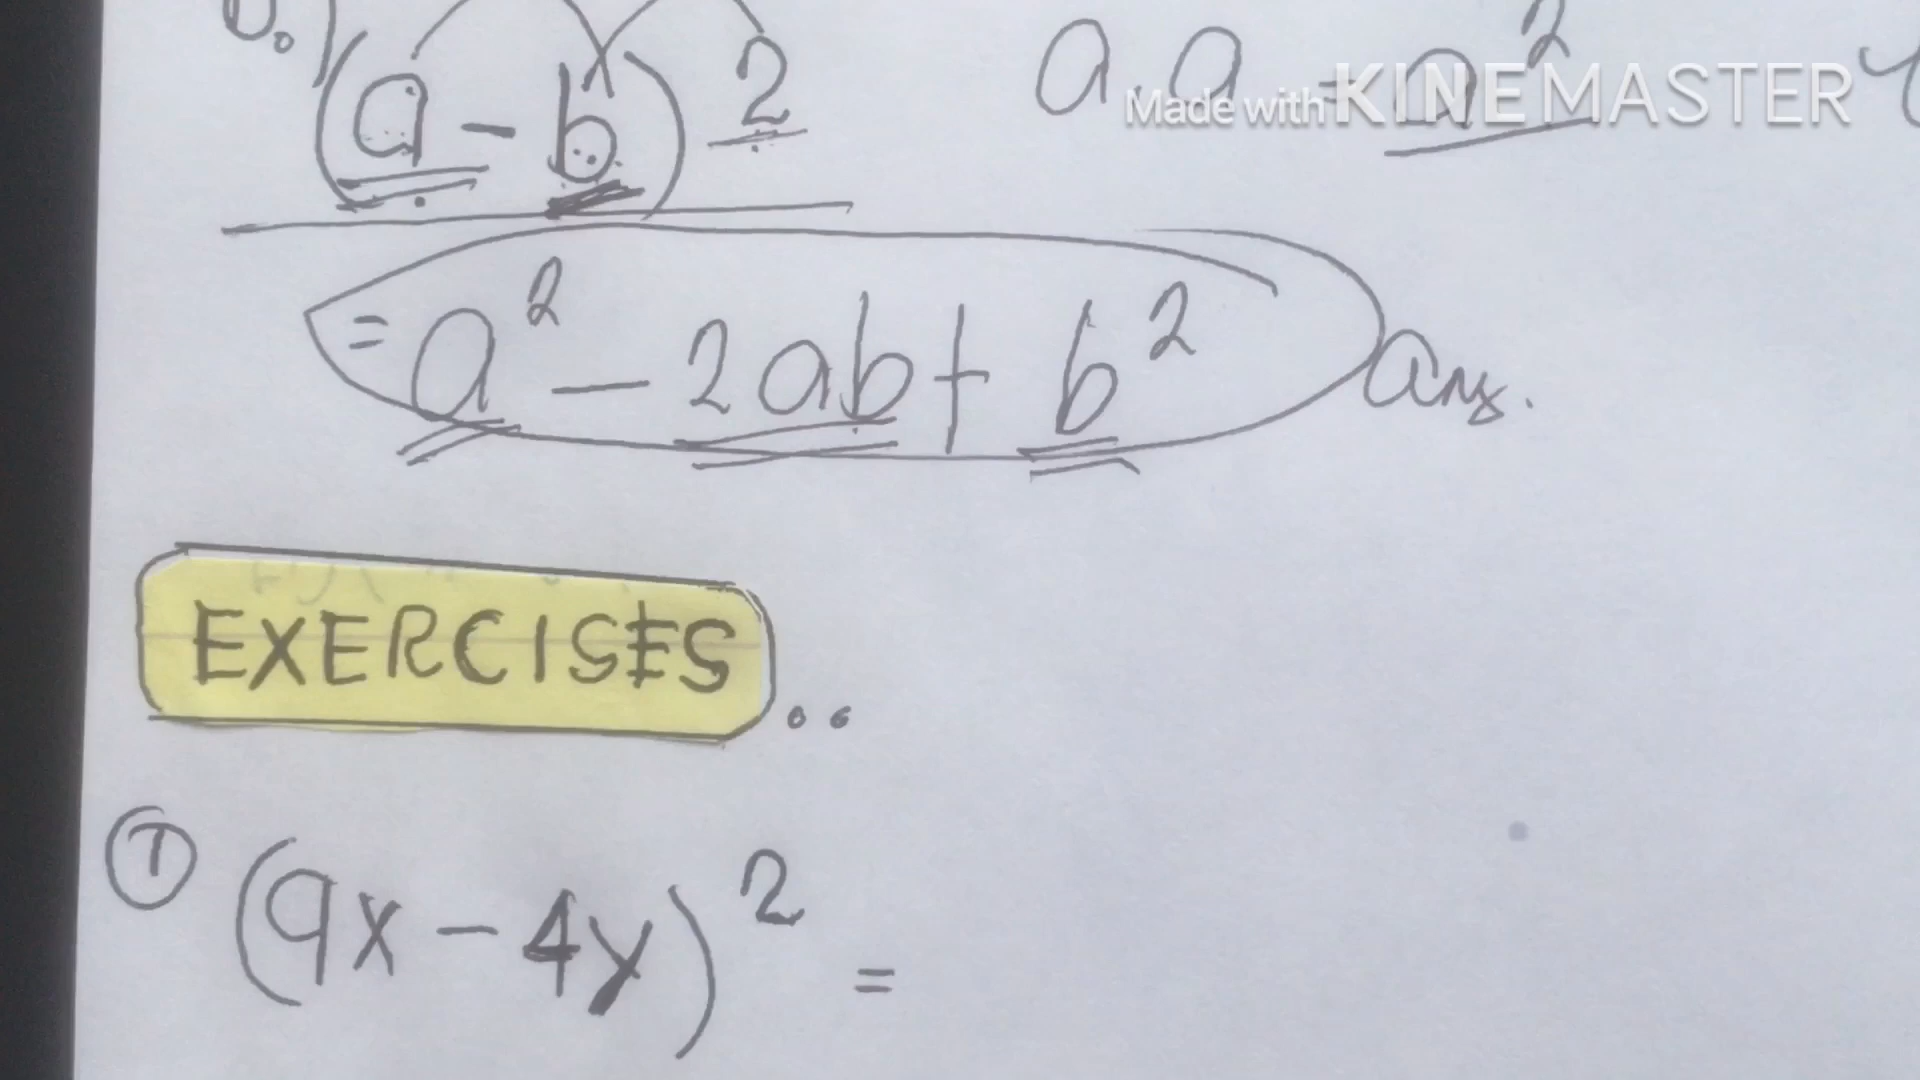 (a - b) 2
a.a = a²
Made with KINEMASTER
= a² - 2ab + b² ans.
EXERCISES..
① (9x - 4y)² =